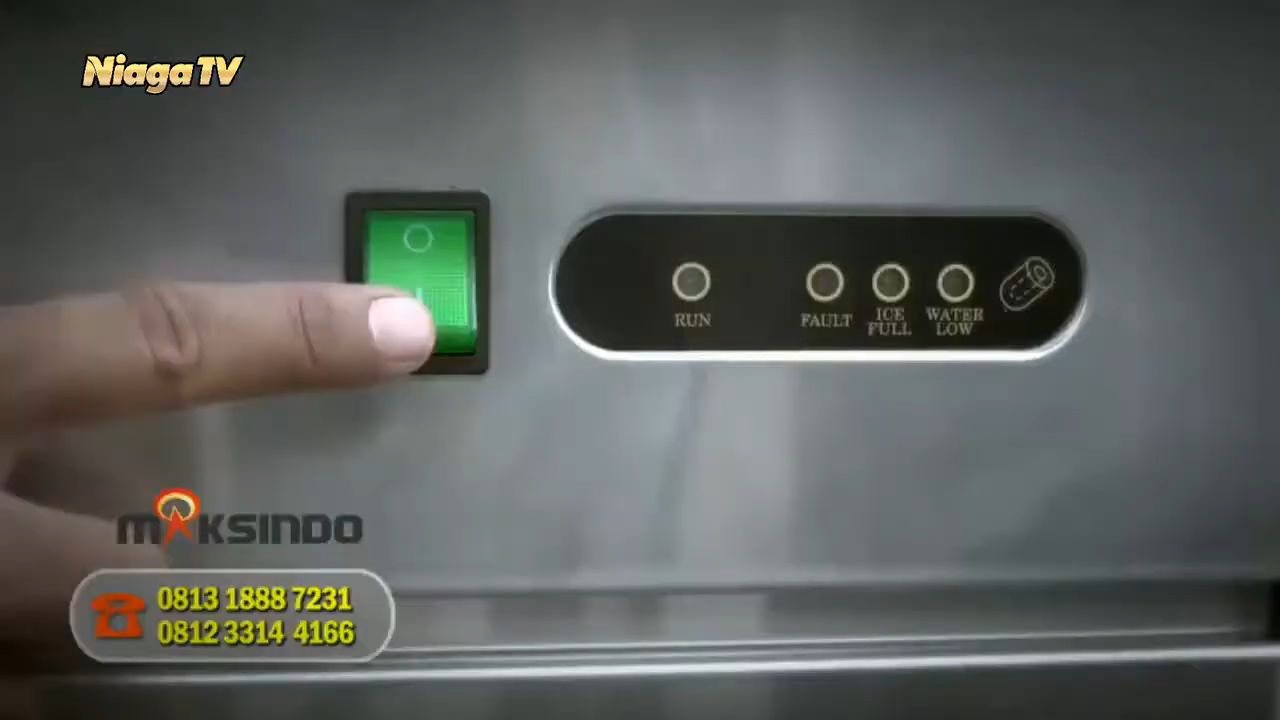 NiagaTV
RUN
FAULT
ICE
FULL
WATER
LOW
MAKSINDO
0813 1888 7231
0812 3314 4166